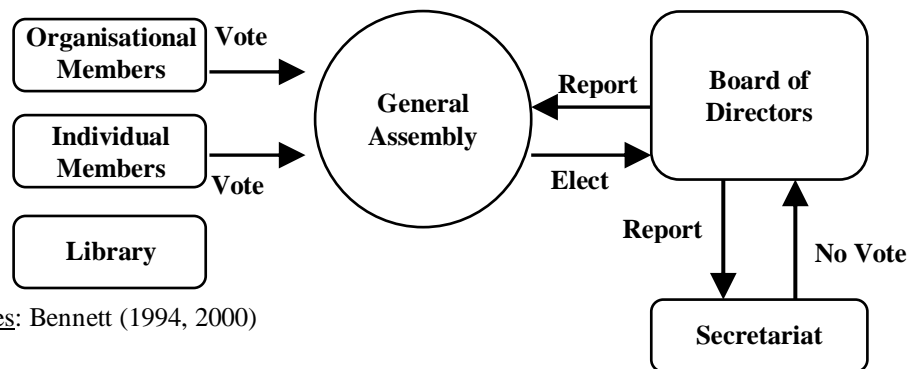 Organisational
Members
Vote
Individual
Members
Vote
Library
General
Assembly
Report
Elect
Board of
Directors
Report
No Vote
Secretariat
es: Bennett (1994, 2000)